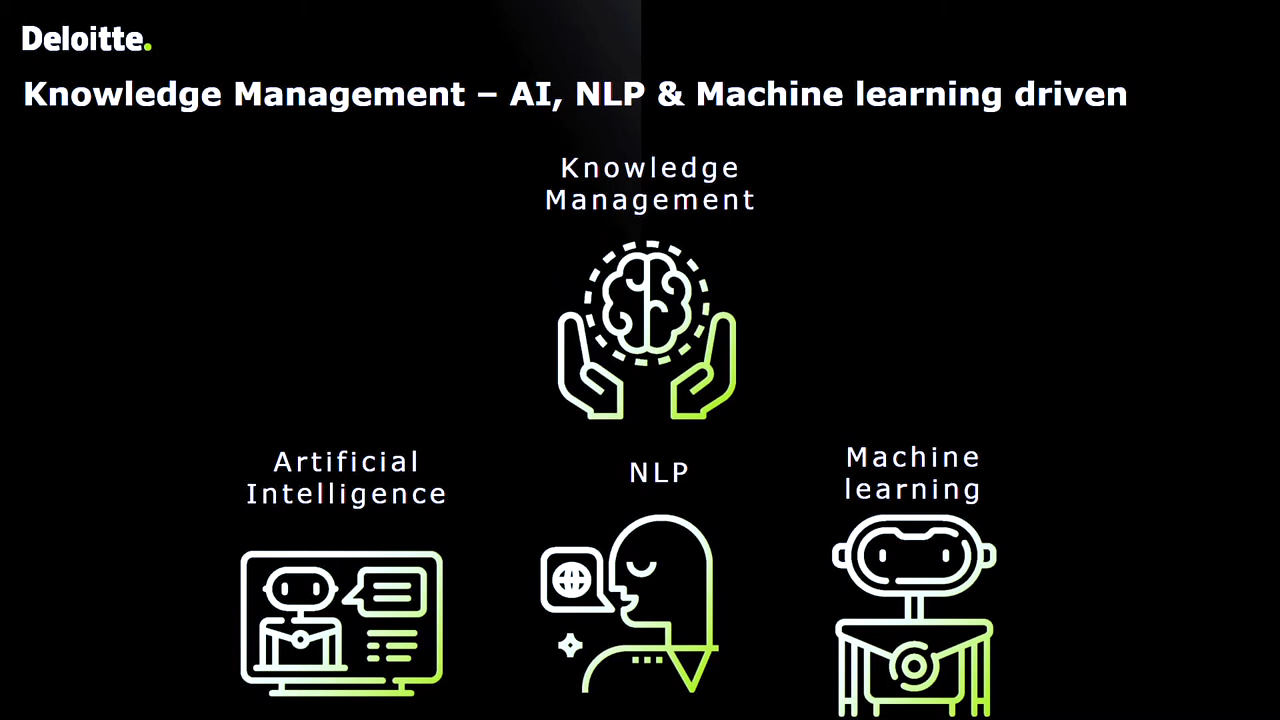 Deloitte.
Knowledge Management – AI, NLP & Machine learning driven
Knowledge
Management
Artificial
Intelligence
NLP
Machine
learning